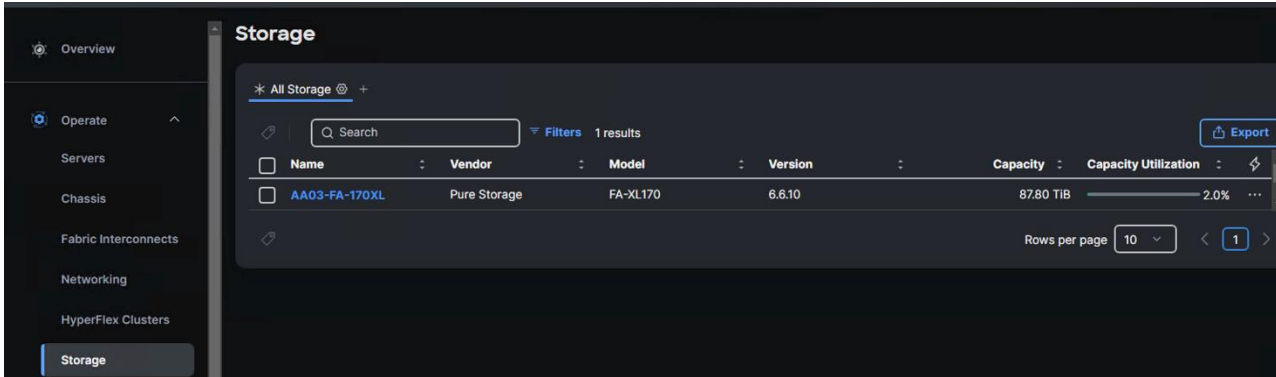 Overview
Operate
Servers
Chassis
Fabric Interconnects
Networking
HyperFlex Clusters
Storage
Storage
All Storage
Search
Filters 1 results
Export
Name Vendor Model Version Capacity Capacity Utilization
AA03-FA-170XL Pure Storage FA-XL170 6.6.10 87.80 TiB 2.0% ...
Rows per page 10 1